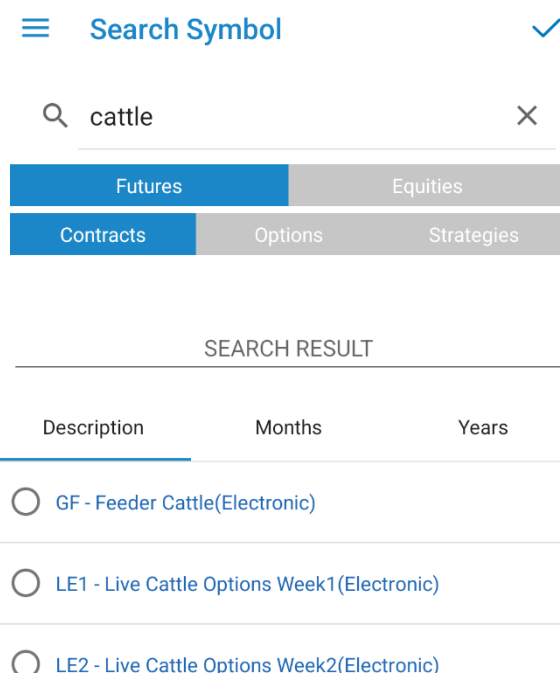 Search Symbol
cattle
Futures Equities
Contracts Options Strategies
SEARCH RESULT
Description Months Years
GF - Feeder Cattle(Electronic)
LE1 - Live Cattle Options Week1(Electronic)
LE2 - Live Cattle Options Week2(Electronic)